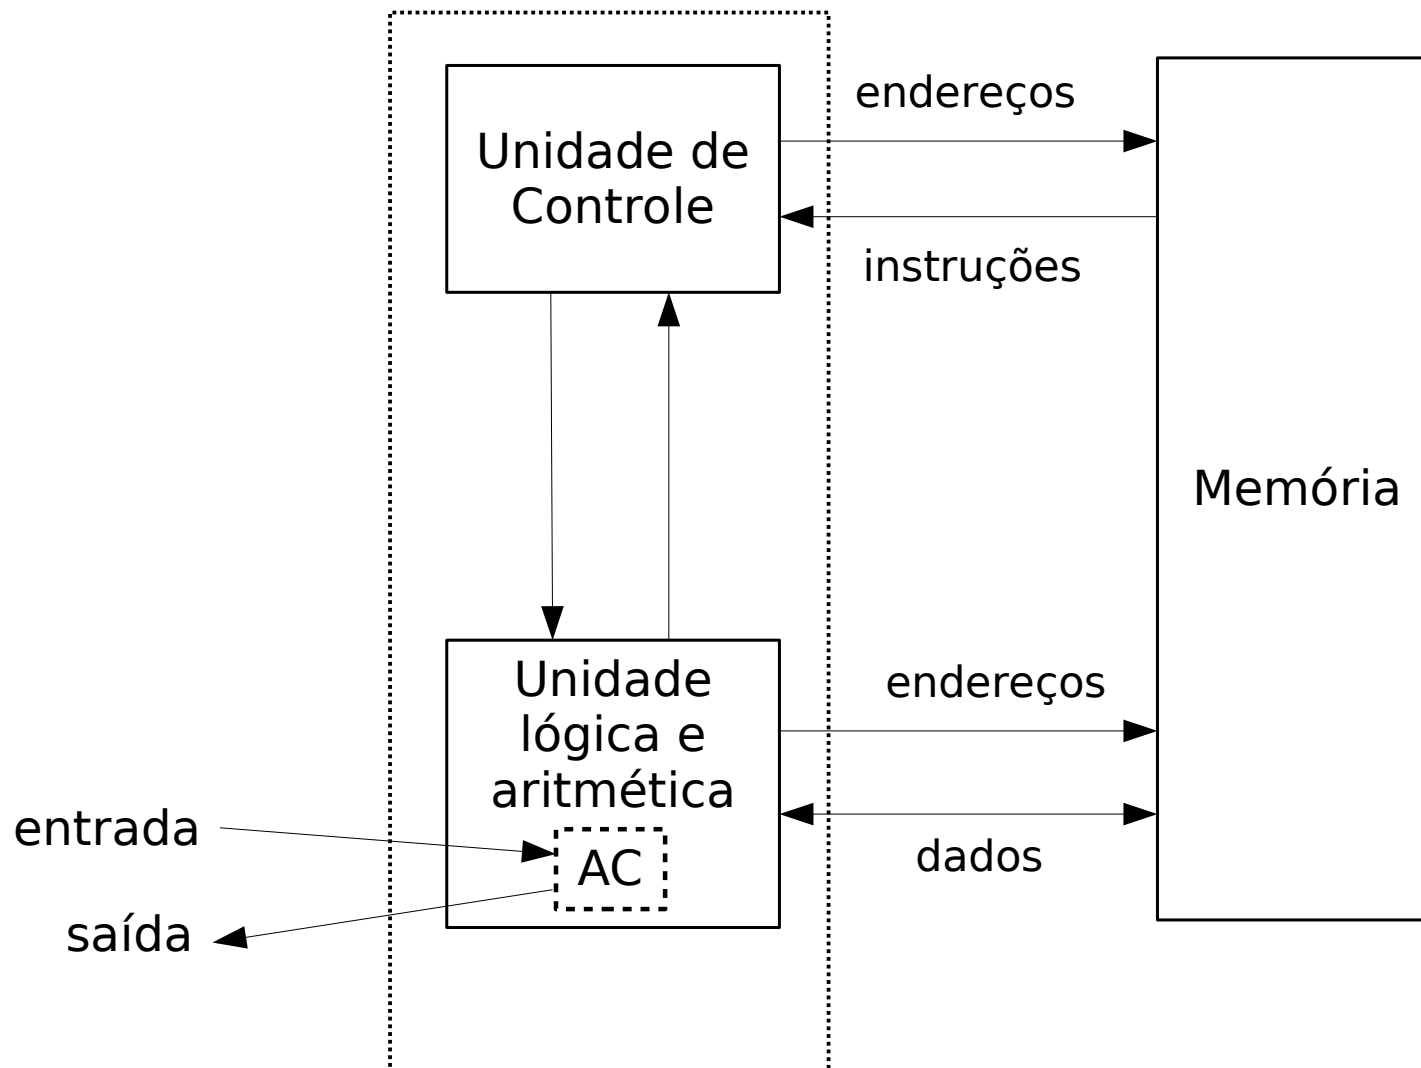 endereços
Unidade de
Controle
instruções
Memória
Unidade
lógica e
aritmética
endereços
entrada
AC
dados
saída